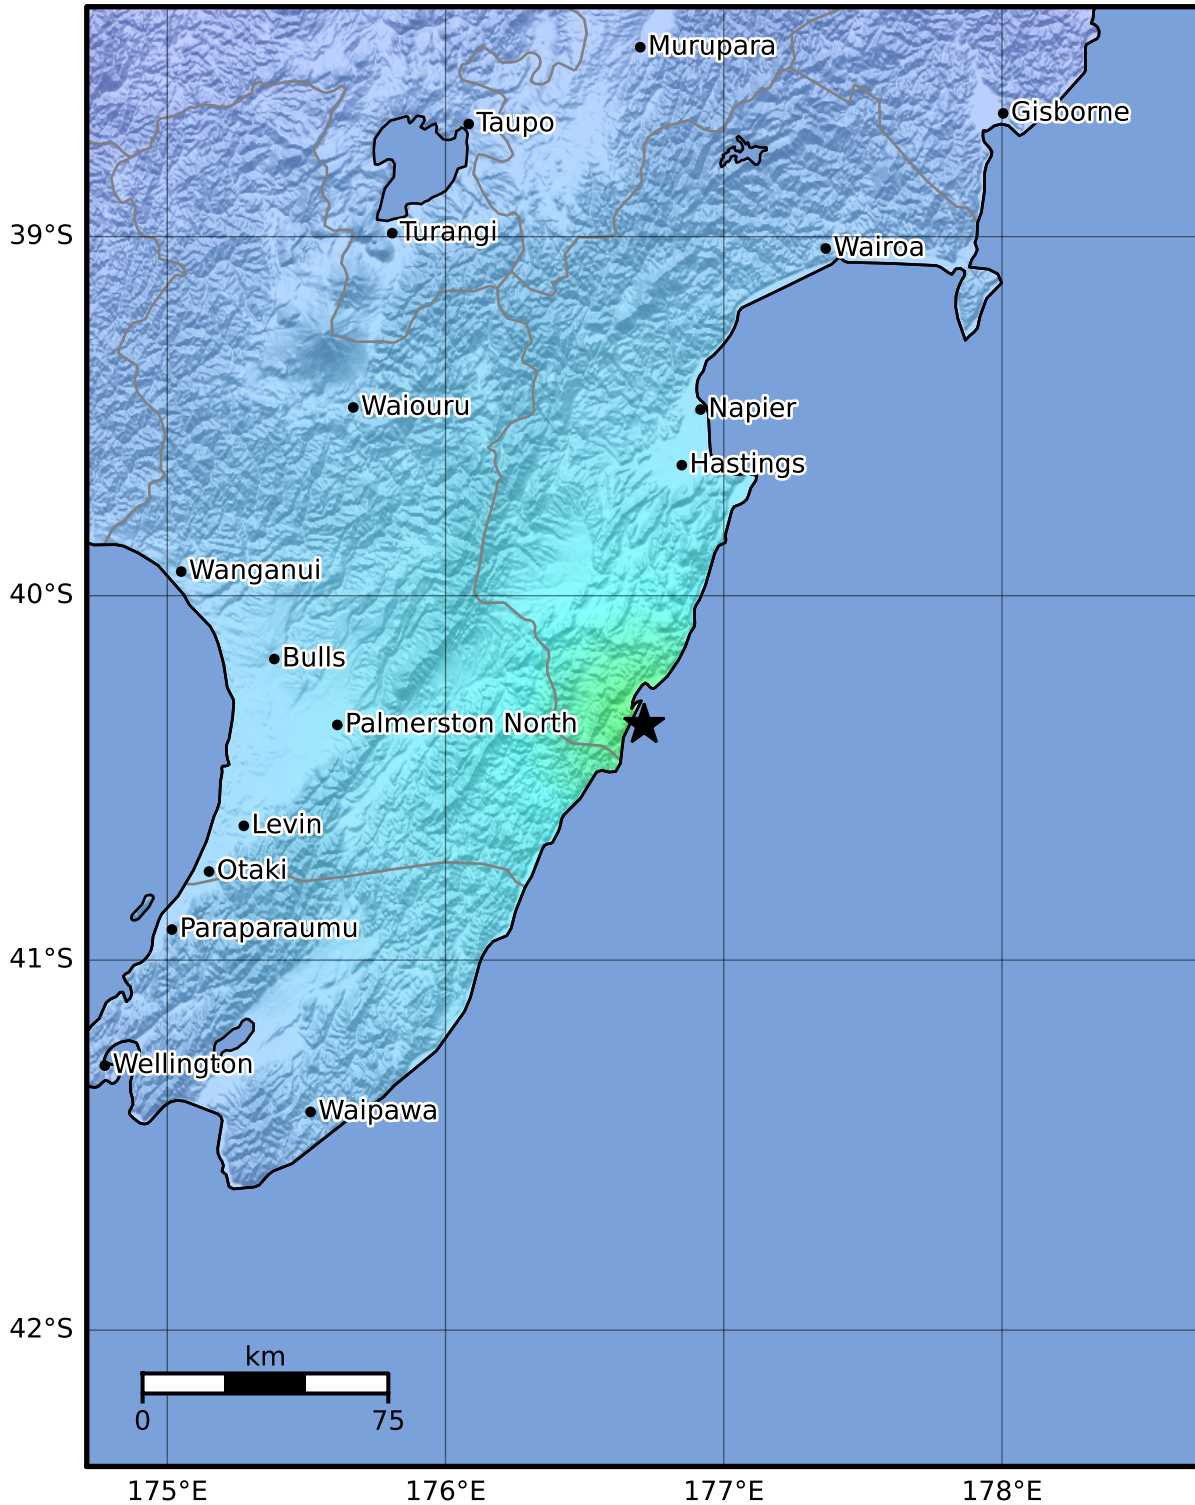 Murupara
Gisborne
Taupo
Turangi
39°S
Wairoa
Waiouru
Napier
Hastings
Wanganui
40°S
Bulls
Palmerston North
Levin
Otaki
Paraparaumu
41°S
Wellington
Waipawa
42°S
km
0 75
175°E 176°E 177°E 178°E